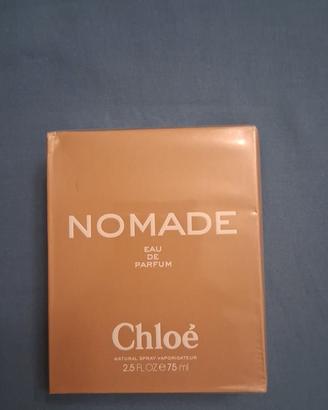 NOMADE
EAU
DE
PARFUM
Chloé
NATURAL SPRAY VAPORISATEUR
2.5 FL OZ e 75 ml